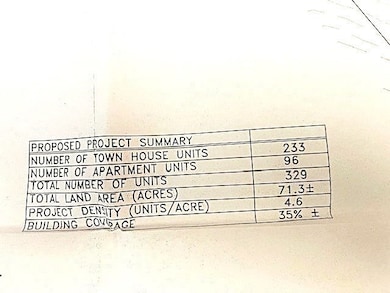 PROPOSED PROJECT SUMMARY
NUMBER OF TOWN HOUSE UNITS 233
NUMBER OF APARTMENT UNITS 96
TOTAL NUMBER OF UNITS 329
TOTAL LAND AREA (ACRES) 71.3±
PROJECT DENSITY (UNITS/ACRE) 4.6
BUILDING COVERAGE 35% ±